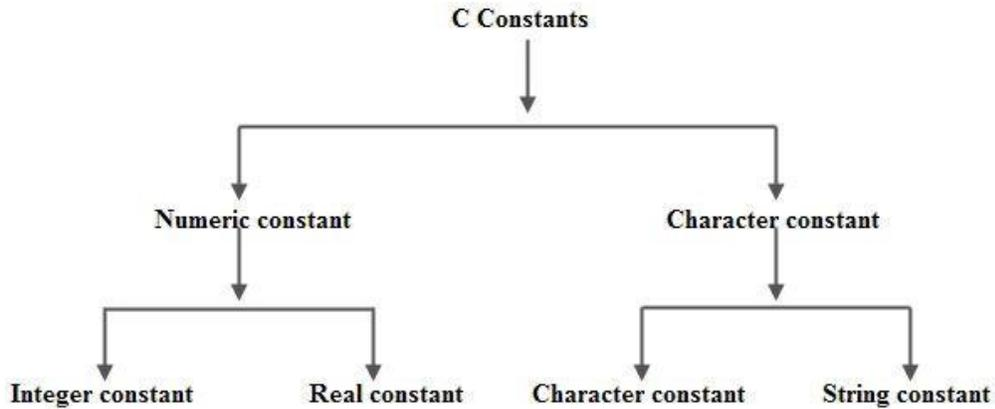 C Constants
Numeric constant
Character constant
Integer constant
Real constant
Character constant
String constant